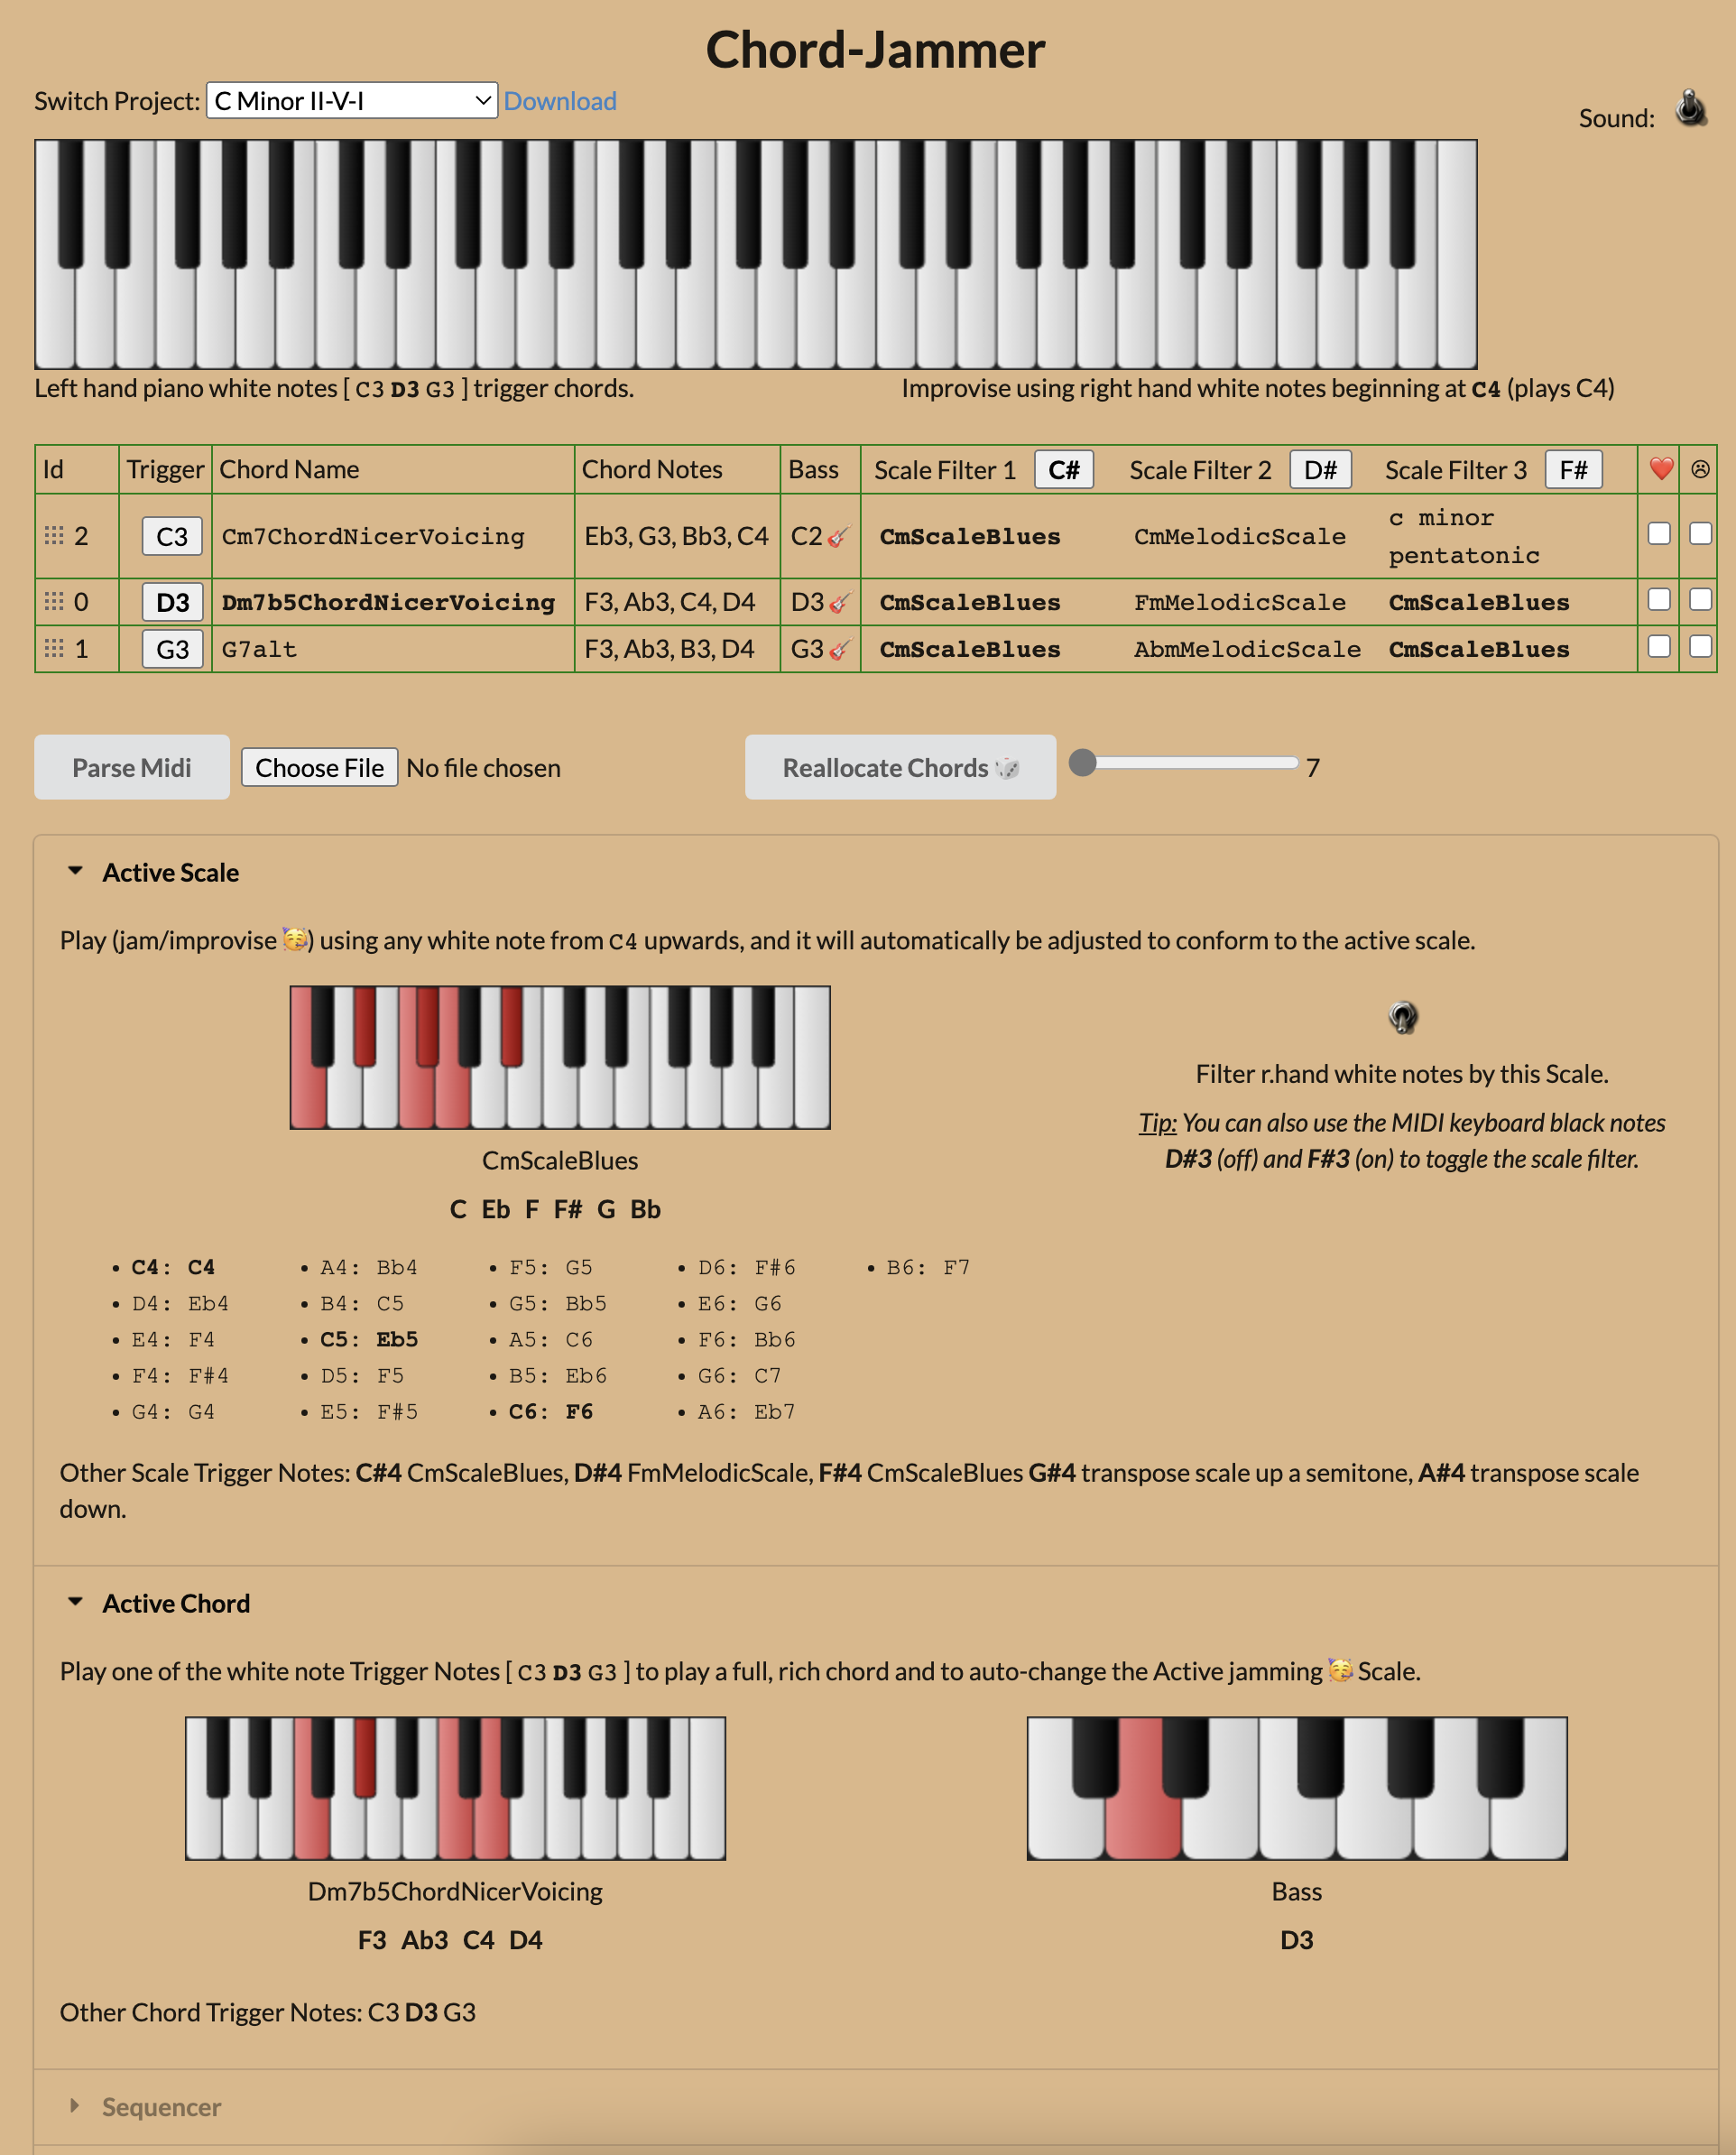 Chord-Jammer
Switch Project: C Minor II-V-I Download
Sound:
Left hand piano white notes [ C3 D3 G3 ] trigger chords.
Improvise using right hand white notes beginning at C4 (plays C4)
Id Trigger Chord Name Chord Notes Bass Scale Filter 1 C# Scale Filter 2 D# Scale Filter 3 F# ❤️ ☹
2 C3 Cm7ChordNicerVoicing Eb3, G3, Bb3, C4 C2🎸 CmScaleBlues CmMelodicScale c minor pentatonic
0 D3 Dm7b5ChordNicerVoicing F3, Ab3, C4, D4 D3🎸 CmScaleBlues FmMelodicScale CmScaleBlues
1 G3 G7alt F3, Ab3, B3, D4 G3🎸 CmScaleBlues AbmMelodicScale CmScaleBlues
Parse Midi Choose File No file chosen Reallocate Chords 🎲 7
Active Scale
Play (jam/improvise 🥳) using any white note from C4 upwards, and it will automatically be adjusted to conform to the active scale.
CmScaleBlues
C Eb F F# G Bb
Filter r.hand white notes by this Scale.
Tip: You can also use the MIDI keyboard black notes
D#3 (off) and F#3 (on) to toggle the scale filter.
• C4: C4
• D4: Eb4
• E4: F4
• F4: F#4
• G4: G4
• A4: Bb4
• B4: C5
• C5: Eb5
• D5: F5
• E5: F#5
• F5: G5
• G5: Bb5
• A5: C6
• B5: Eb6
• C6: F6
• D6: F#6
• E6: G6
• F6: Bb6
• G6: C7
• A6: Eb7
• B6: F7
Other Scale Trigger Notes: C#4 CmScaleBlues, D#4 FmMelodicScale, F#4 CmScaleBlues G#4 transpose scale up a semitone, A#4 transpose scale
down.
Active Chord
Play one of the white note Trigger Notes [ C3 D3 G3 ] to play a full, rich chord and to auto-change the Active jamming 🥳 Scale.
Dm7b5ChordNicerVoicing
F3 Ab3 C4 D4
Bass
D3
Other Chord Trigger Notes: C3 D3 G3
Sequencer